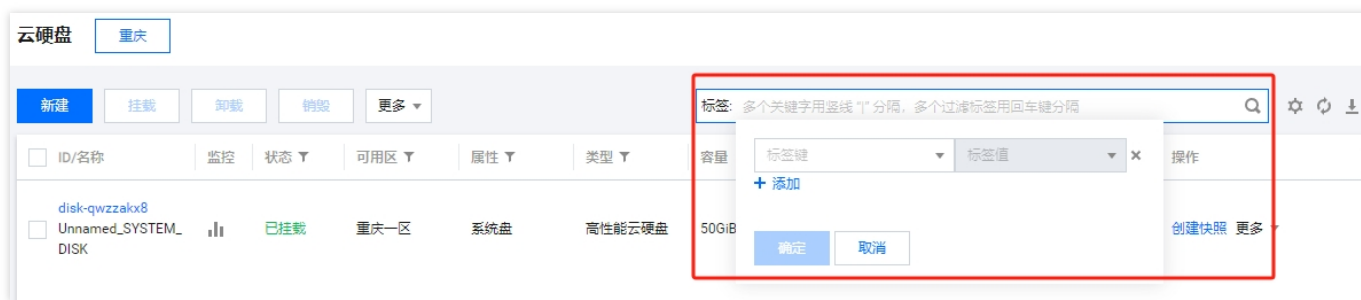 云硬盘 重庆
新建 挂载 卸载 销毁 更多 标签: 多个关键字用竖线 "|" 分隔，多个过滤标签用回车键分隔
ID/名称 监控 状态 可用区 属性 类型 容量 标签键 标签值 操作
添加
disk-qwzzakx8
Unnamed_SYSTEM_ 已挂载 重庆一区 系统盘 高性能云硬盘 50GiB 创建快照 更多
DISK
确定 取消